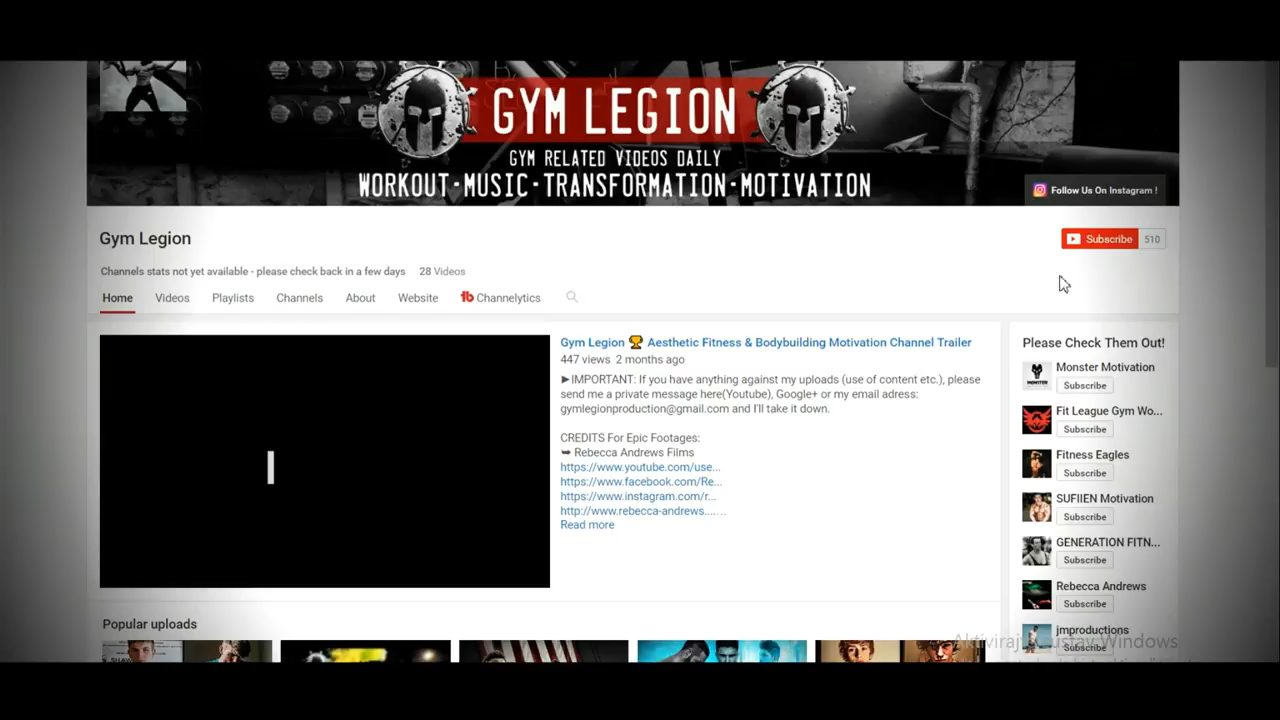 GYM LEGION
GYM RELATED VIDEOS DAILY
WORKOUT-MUSIC-TRANSFORMATION-MOTIVATION
Follow Us On Instagram !
Gym Legion
Subscribe 510
Channels stats not yet available - please check back in a few days 28 Videos
Home Videos Playlists Channels About Website tb Channelytics
Gym Legion 🏆 Aesthetic Fitness & Bodybuilding Motivation Channel Trailer
447 views 2 months ago
►IMPORTANT: If you have anything against my uploads (use of content etc.), please
send me a private message here(Youtube), Google+ or my email adress:
gymlegionproduction@gmail.com and I'll take it down.
CREDITS For Epic Footages:
➥ Rebecca Andrews Films
https://www.youtube.com/use...
https://www.facebook.com/Re...
https://www.instagram.com/r...
http://www.rebecca-andrews......
Read more
Please Check Them Out!
Monster Motivation
Subscribe
Fit League Gym Wo...
Subscribe
Fitness Eagles
Subscribe
SUFIIEN Motivation
Subscribe
GENERATION FITN...
Subscribe
Rebecca Andrews
Subscribe
jmproductions
Subscribe
Popular uploads
Windows